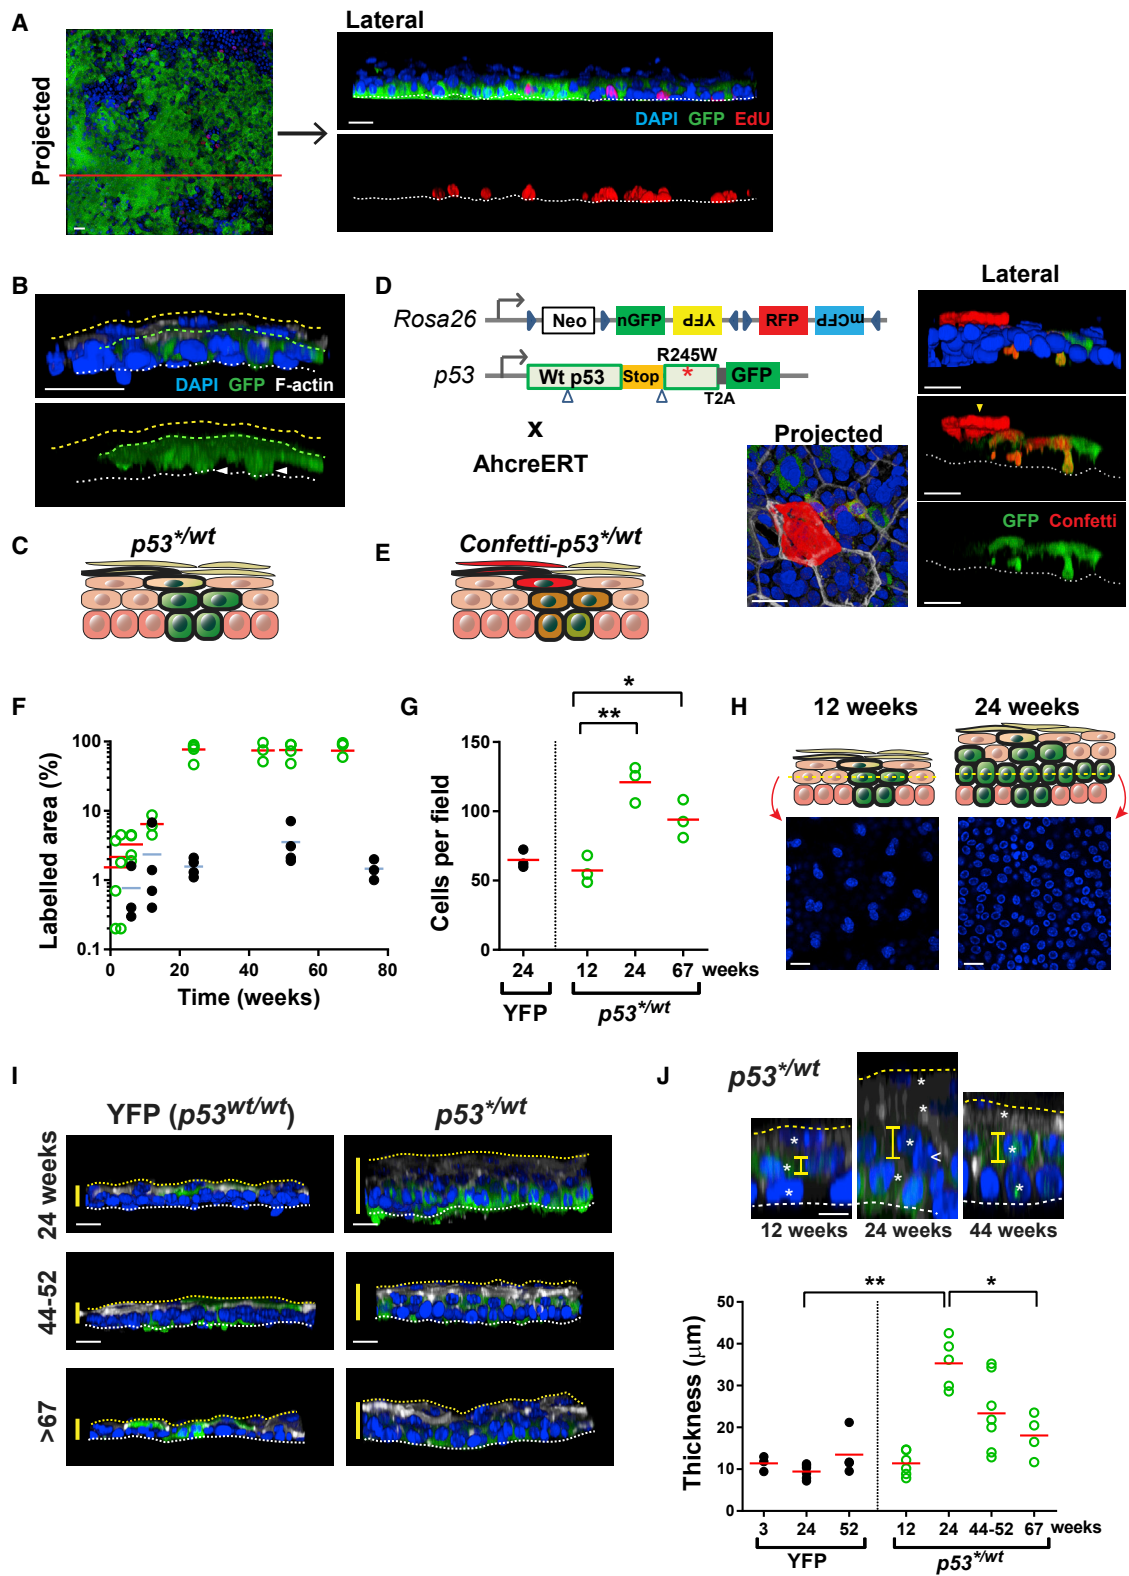 A
Lateral
Projected
DAPI GFP EdU
B
DAPI GFP F-actin
D
Rosa26
Neo
nGFP
YFP
RFP
mCFP
R245W
p53
Wt p53
Stop
*
GFP
T2A
x
AhcreERT
Projected
Lateral
GFP Confetti
C
p53*/wt
E
Confetti-p53*/wt
F
Labelled area (%)
100
10
1
0.1
0 20 40 60 80
Time (weeks)
G
*
**
Cells per field
150
100
50
0
24 12 24 67 weeks
YFP p53*/wt
H
12 weeks 24 weeks
I
YFP (p53wt/wt) p53*/wt
24 weeks
44-52
>67
J
p53*/wt
* * *
* * * * <
* * *
12 weeks 24 weeks 44 weeks
** *
Thickness (μm)
50
40
30
20
10
0
3 24 52 12 24 44-52 67 weeks
YFP p53*/wt